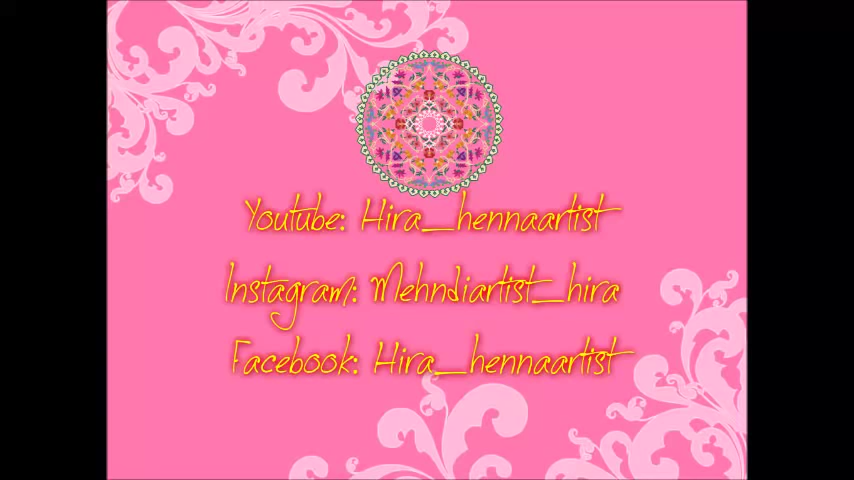 Youtube: Hira_hennaartist
Instagram: Mehndiartist_hira
Facebook: Hira_hennaartist